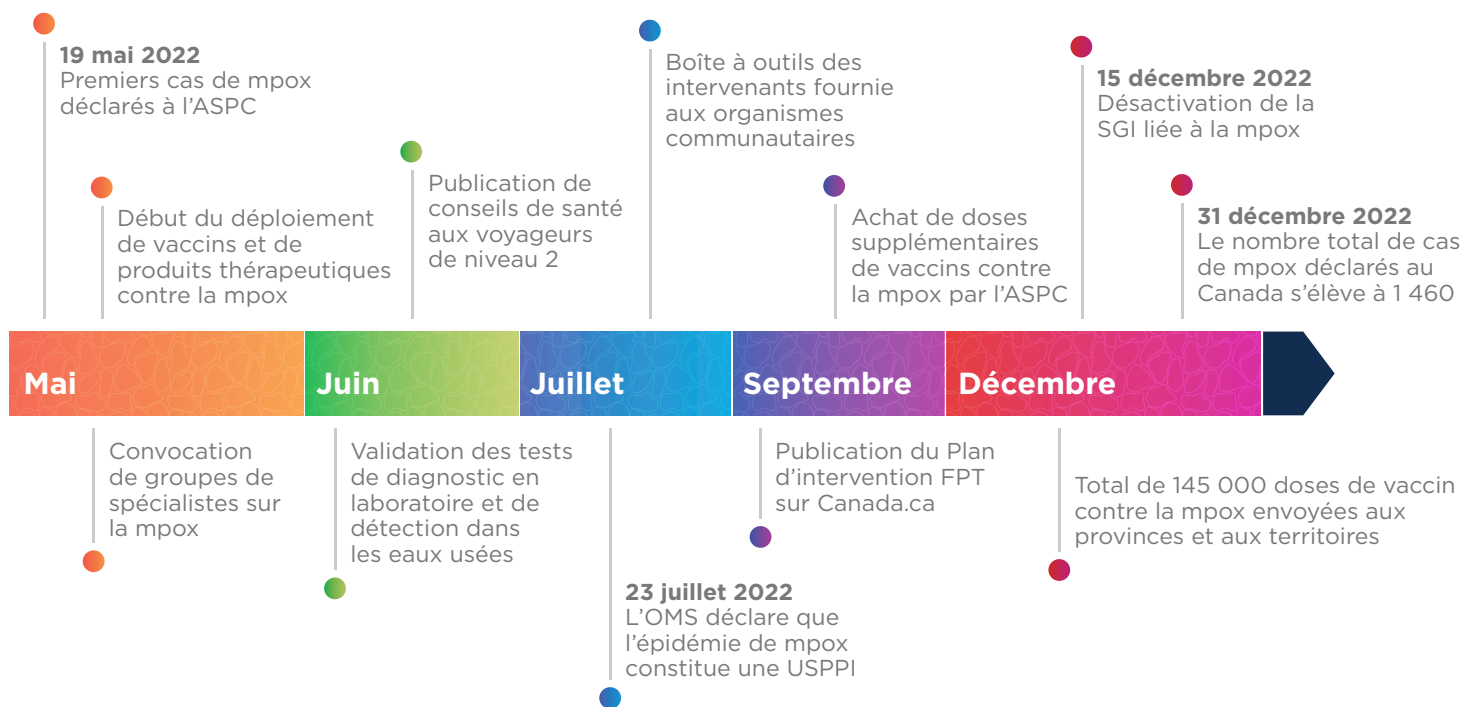 19 mai 2022
Premiers cas de mpox
déclarés à l’ASPC
Début du déploiement
de vaccins et de
produits thérapeutiques
contre la mpox
Publication de
conseils de santé
aux voyageurs
de niveau 2
Boîte à outils des
intervenants fournie
aux organismes
communautaires
Achat de doses
supplémentaires
de vaccins contre
la mpox par l’ASPC
15 décembre 2022
Désactivation de la
SGI liée à la mpox
31 décembre 2022
Le nombre total de cas
de mpox déclarés au
Canada s’élève à 1 460
Mai
Juin
Juillet
Septembre
Décembre
Convocation
de groupes de
spécialistes sur
la mpox
Validation des tests
de diagnostic en
laboratoire et de
détection dans
les eaux usées
23 juillet 2022
L’OMS déclare que
l’épidémie de mpox
constitue une USPPI
Publication du Plan
d’intervention FPT
sur Canada.ca
Total de 145 000 doses de vaccin
contre la mpox envoyées aux
provinces et aux territoires